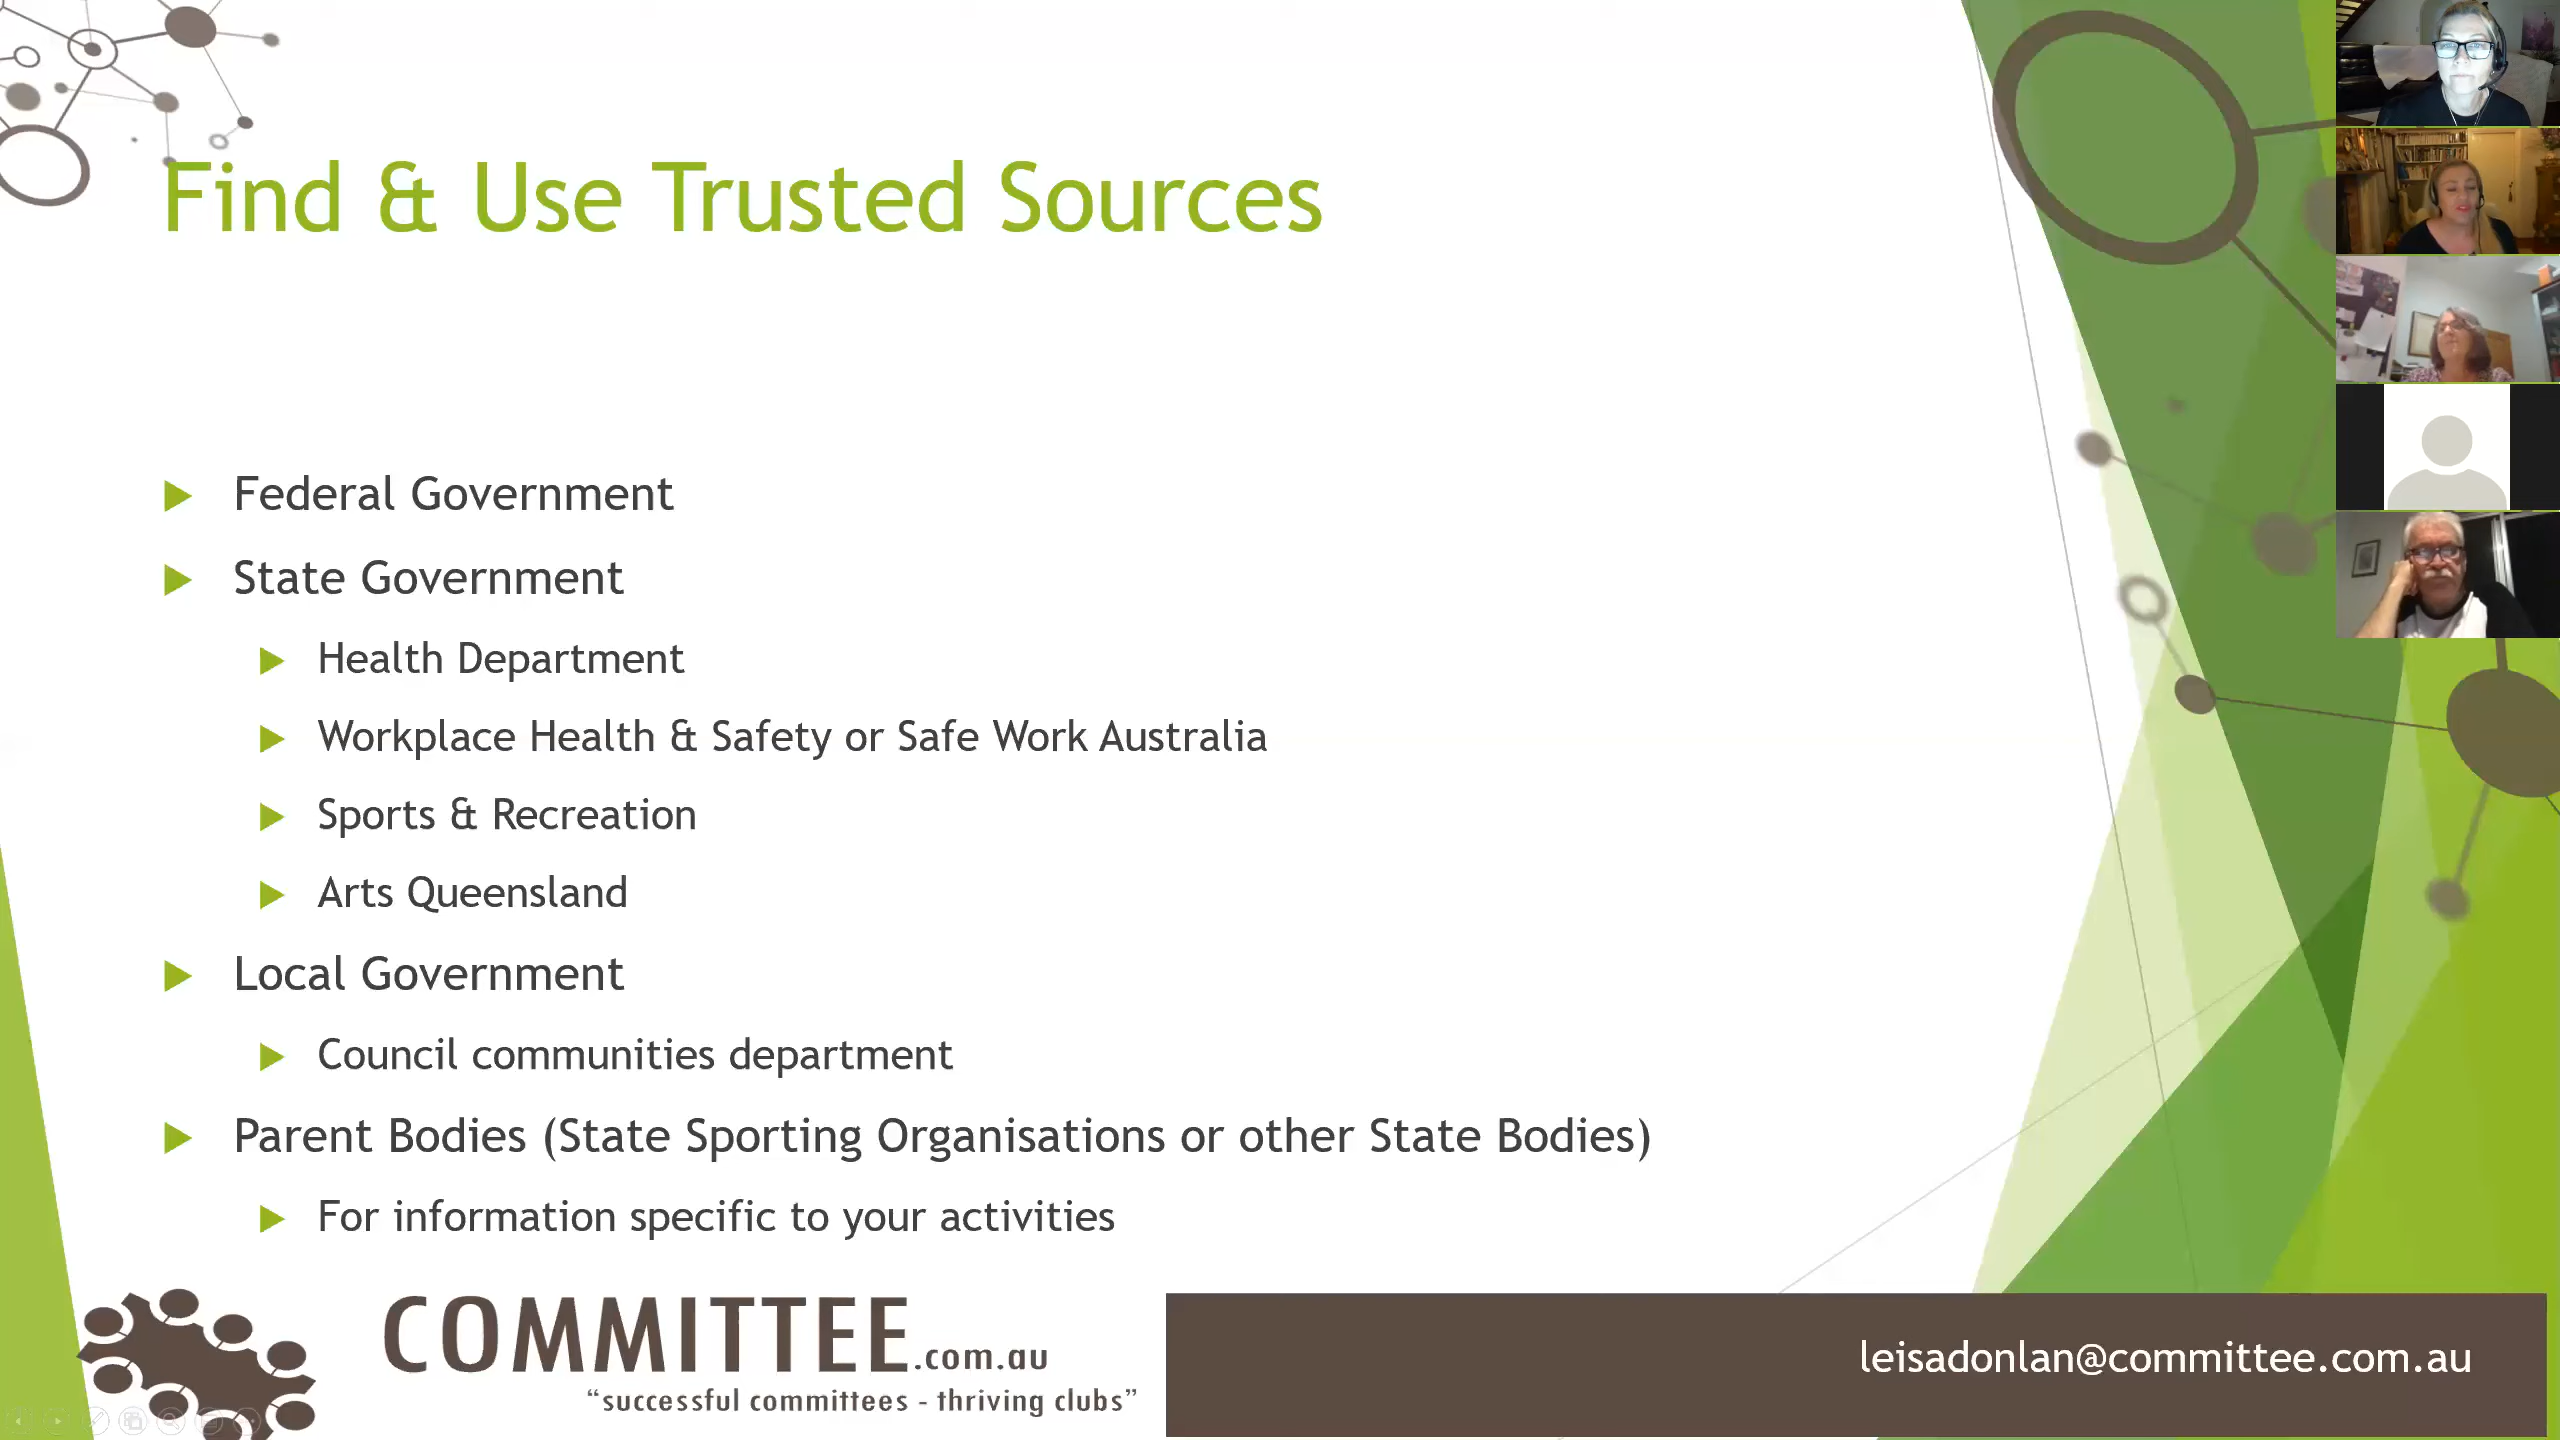 Find & Use Trusted Sources
Federal Government
State Government
Health Department
Workplace Health & Safety or Safe Work Australia
Sports & Recreation
Arts Queensland
Local Government
Council communities department
Parent Bodies (State Sporting Organisations or other State Bodies)
For information specific to your activities
COMMITTEE.com.au
“successful committees - thriving clubs”
leisadonlan@committee.com.au